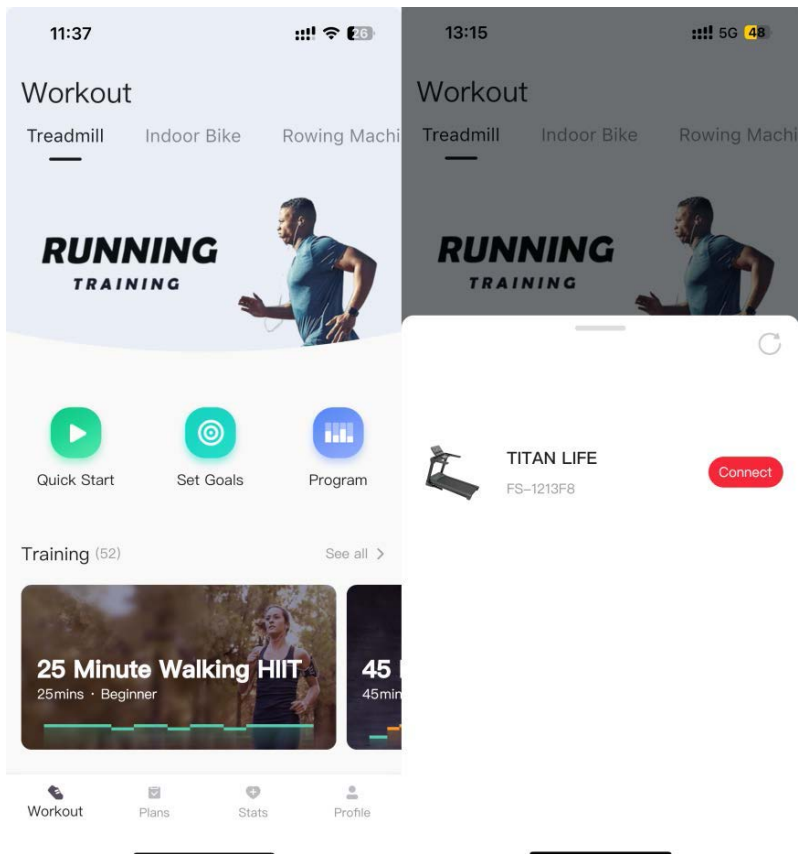 11:37
26
Workout
Treadmill Indoor Bike Rowing Machi
RUNNING
TRAINING
Quick Start Set Goals Program
Training (52) See all >
25 Minute Walking HIIT
25mins · Beginner
45
45min
Workout Plans Stats Profile
13:15
5G 48
Workout
Treadmill Indoor Bike Rowing Machi
RUNNING
TRAINING
TITAN LIFE
FS-1213F8
Connect